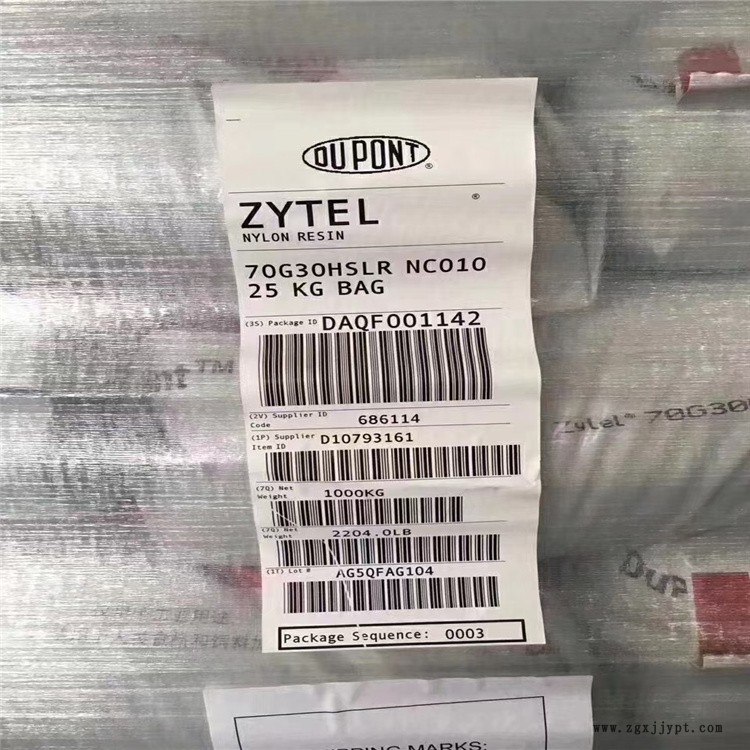 DUPONT®
ZYTEL ®
NYLON RESIN
70G30HSLR NC010
25 KG BAG
(3S) Package ID DAQF001142
(2V) Supplier ID
Code 686114
(1P) Supplier D10793161
Item ID
(7Q) Net
Weight 1000KG
(7Q) Net
Weight 2204.0LB
(1T) Lot # AG5QFAG104
Package Sequence: 0003
Zytel® 70G30
DuP
MARKS:
www.zgxjjypt.com